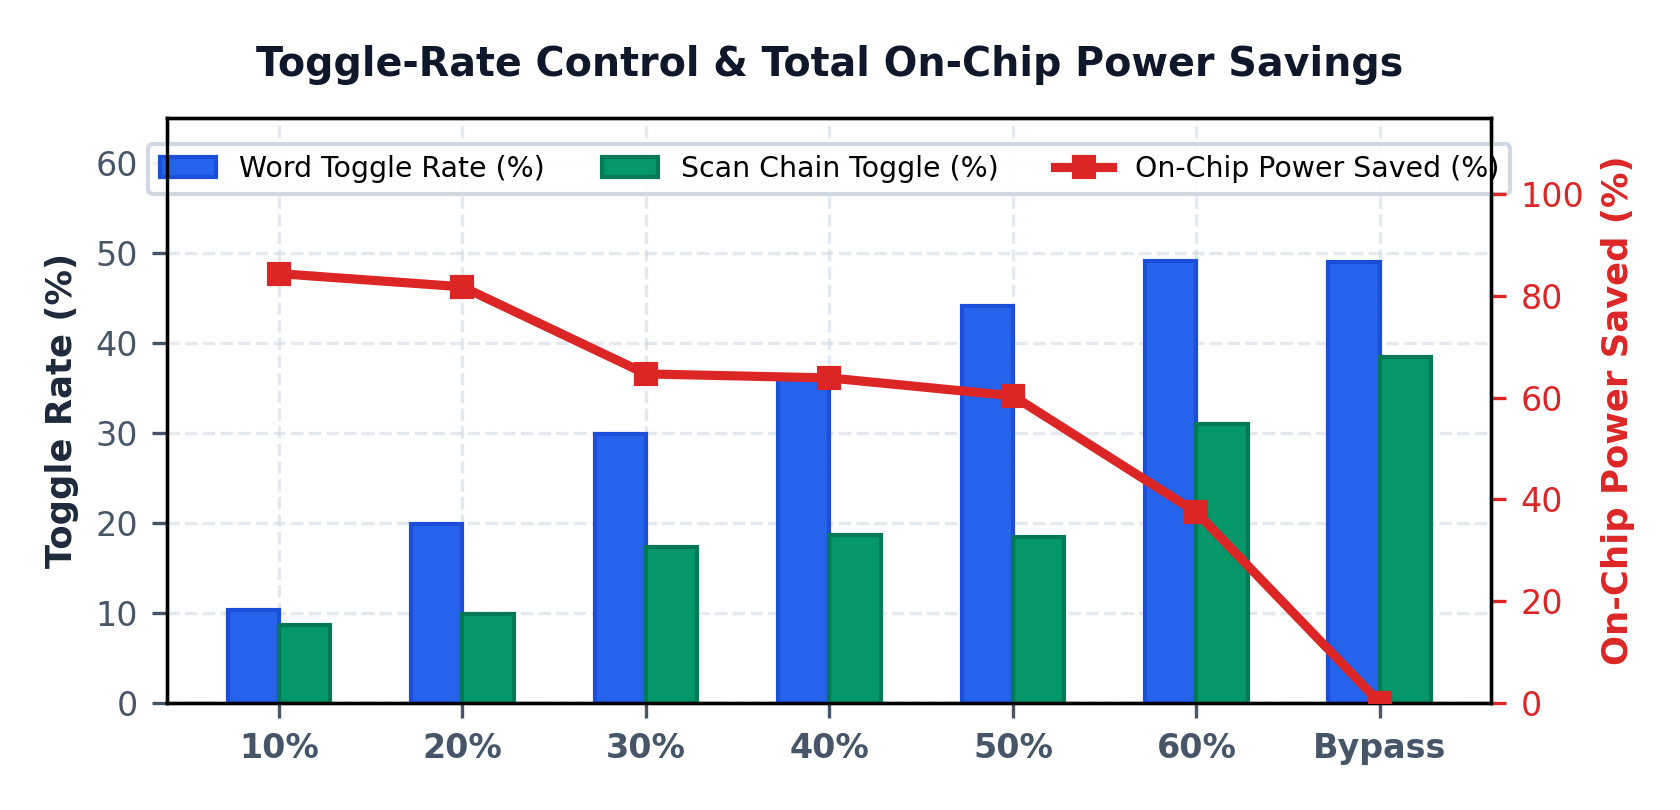 Toggle-Rate Control & Total On-Chip Power Savings
Word Toggle Rate (%)
Scan Chain Toggle (%)
On-Chip Power Saved (%)
Toggle Rate (%)
60
50
40
30
20
10
0
100
80
60
40
20
0
On-Chip Power Saved (%)
10%
20%
30%
40%
50%
60%
Bypass